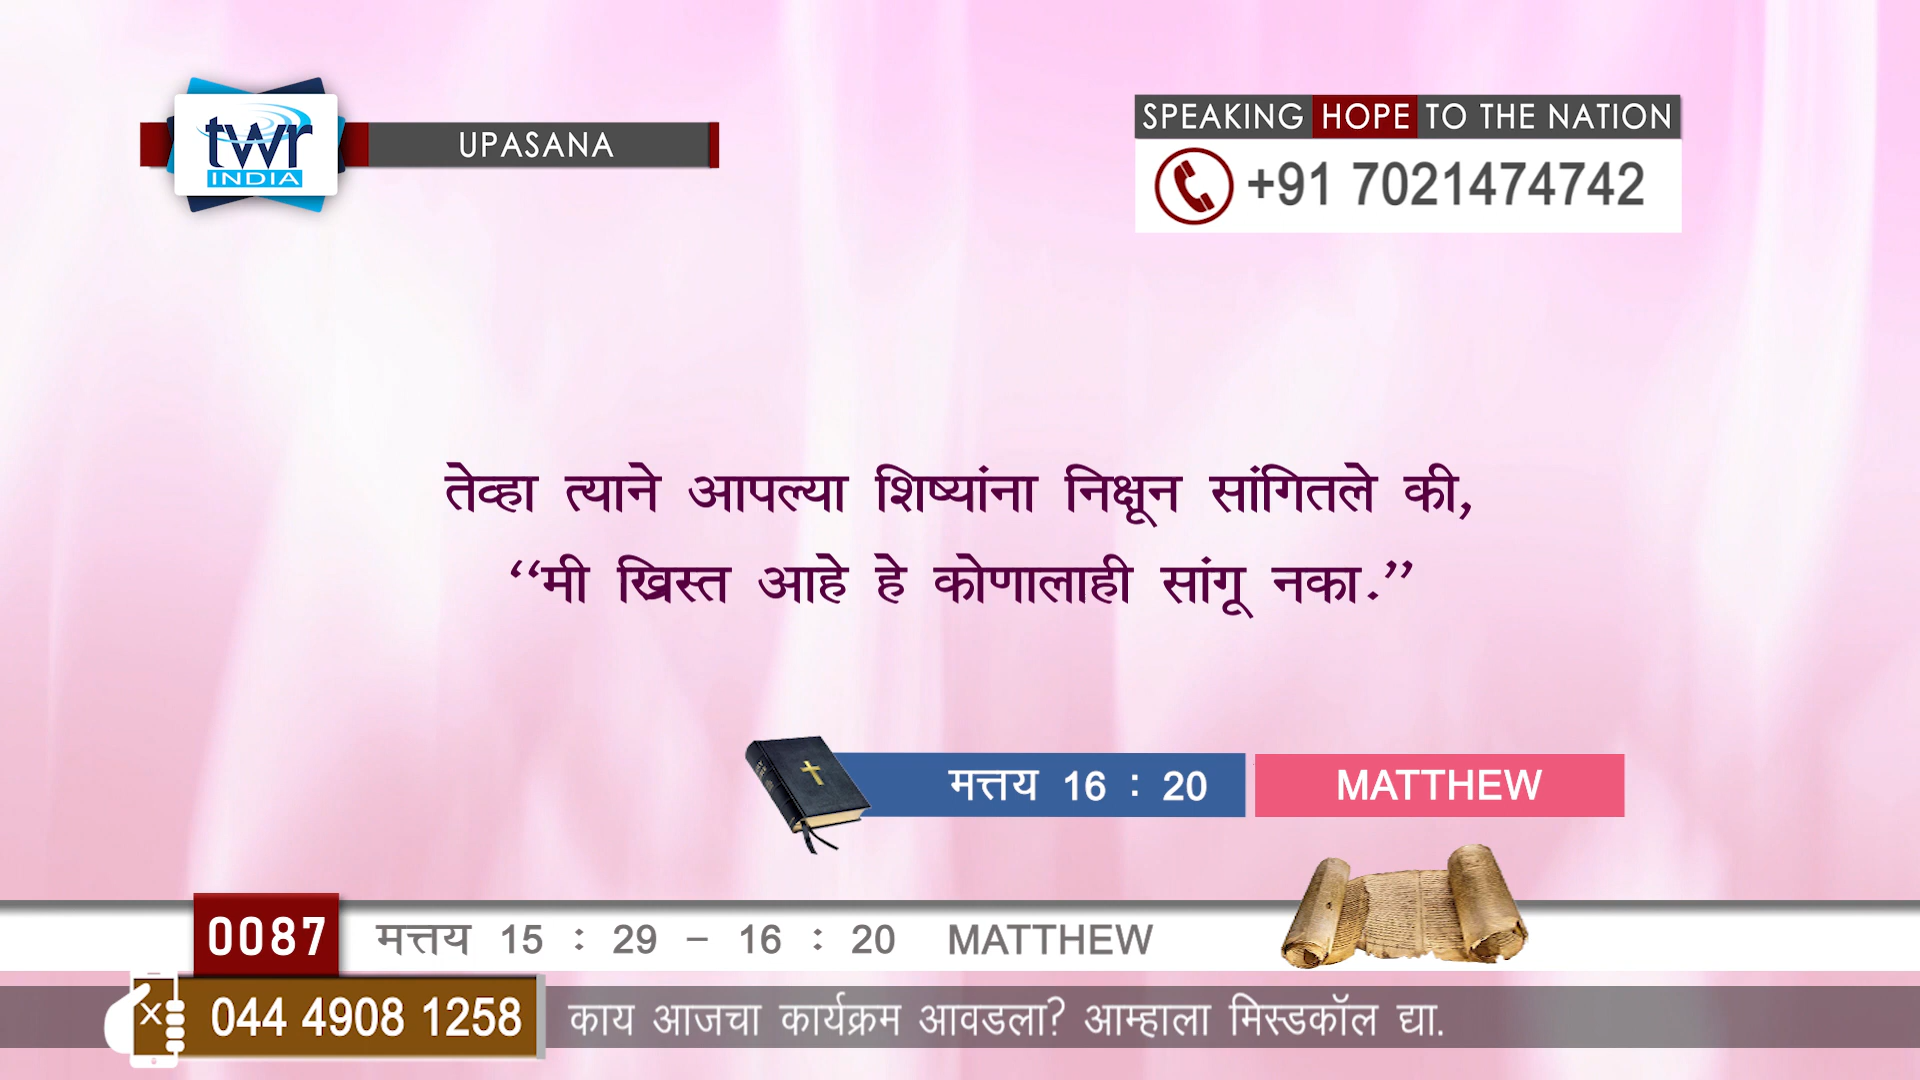 twr
INDIA
UPASANA
SPEAKING HOPE TO THE NATION
+91 7021474742
तेव्हा त्याने आपल्या शिष्यांना निक्षून सांगितले की,
“मी ख्रिस्त आहे हे कोणालाही सांगू नका.”
मत्तय 16 : 20 MATTHEW
0087 मत्तय 15 : 29 – 16 : 20 MATTHEW
044 4908 1258 काय आजचा कार्यक्रम आवडला? आम्हाला मिस्डकॉल द्या.